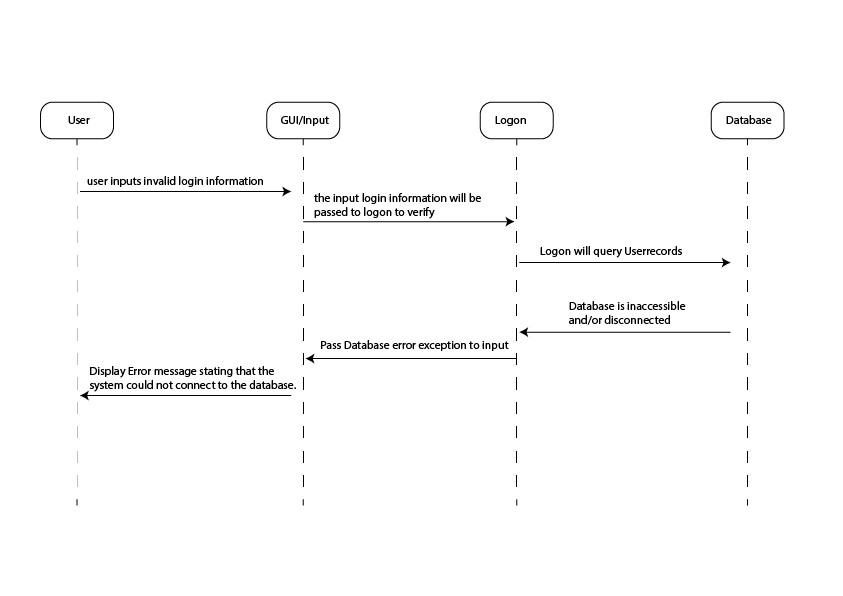 User
GUI/Input
Logon
Database
user inputs invalid login information
the input login information will be
passed to logon to verify
Logon will query Userrecords
Database is inaccessible
and/or disconnected
Pass Database error exception to input
Display Error message stating that the
system could not connect to the database.